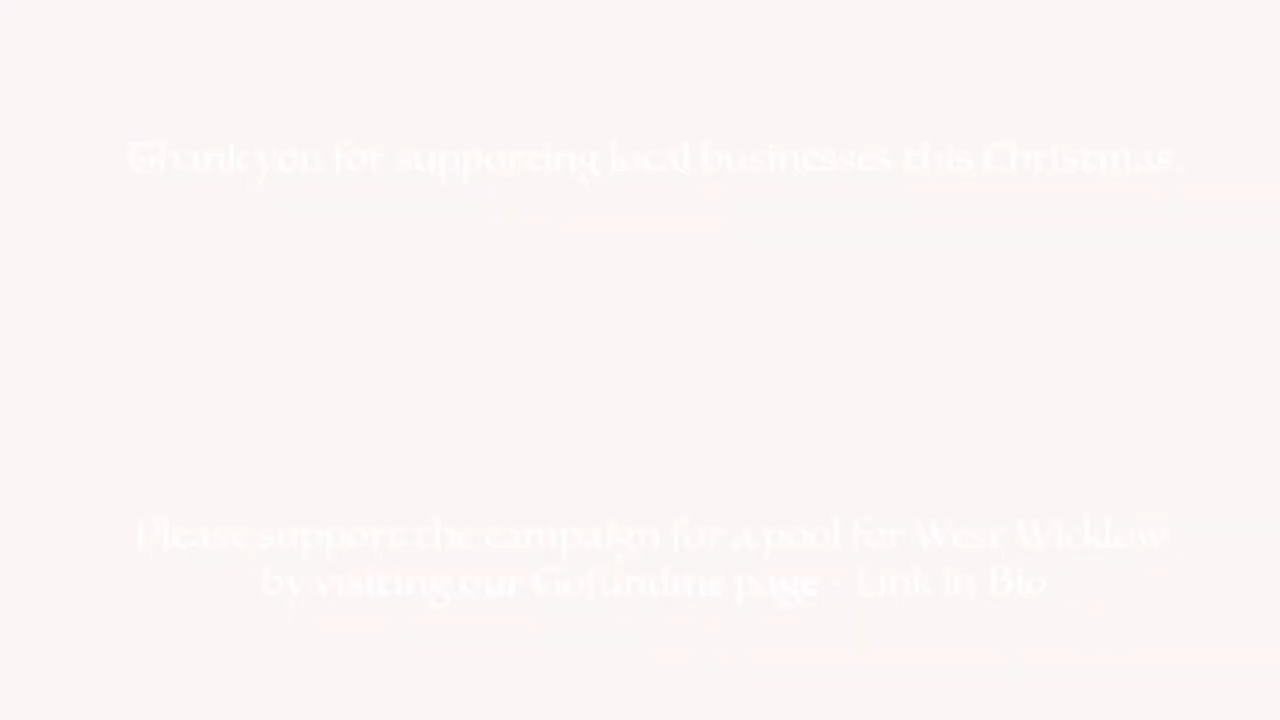 Thank you for supporting local businesses this Christmas.
Please support the campaign for a pool for West Wicklow
by visiting our Gofundme page - Link in Bio